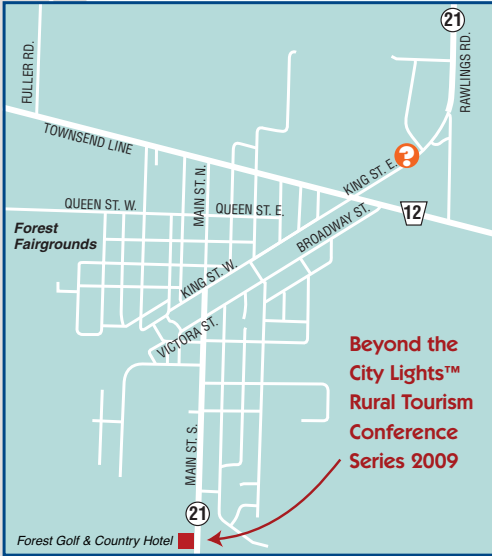 21
FULLER RD.
RAWLINGS RD.
TOWNSEND LINE
?
KING ST. E.
MAIN ST. N.
QUEEN ST. W.
QUEEN ST. E.
12
BROADWAY ST.
Forest
Fairgrounds
KING ST. W.
VICTORA ST.
Beyond the
City Lights™
Rural Tourism
Conference
Series 2009
MAIN ST. S.
21
Forest Golf & Country Hotel